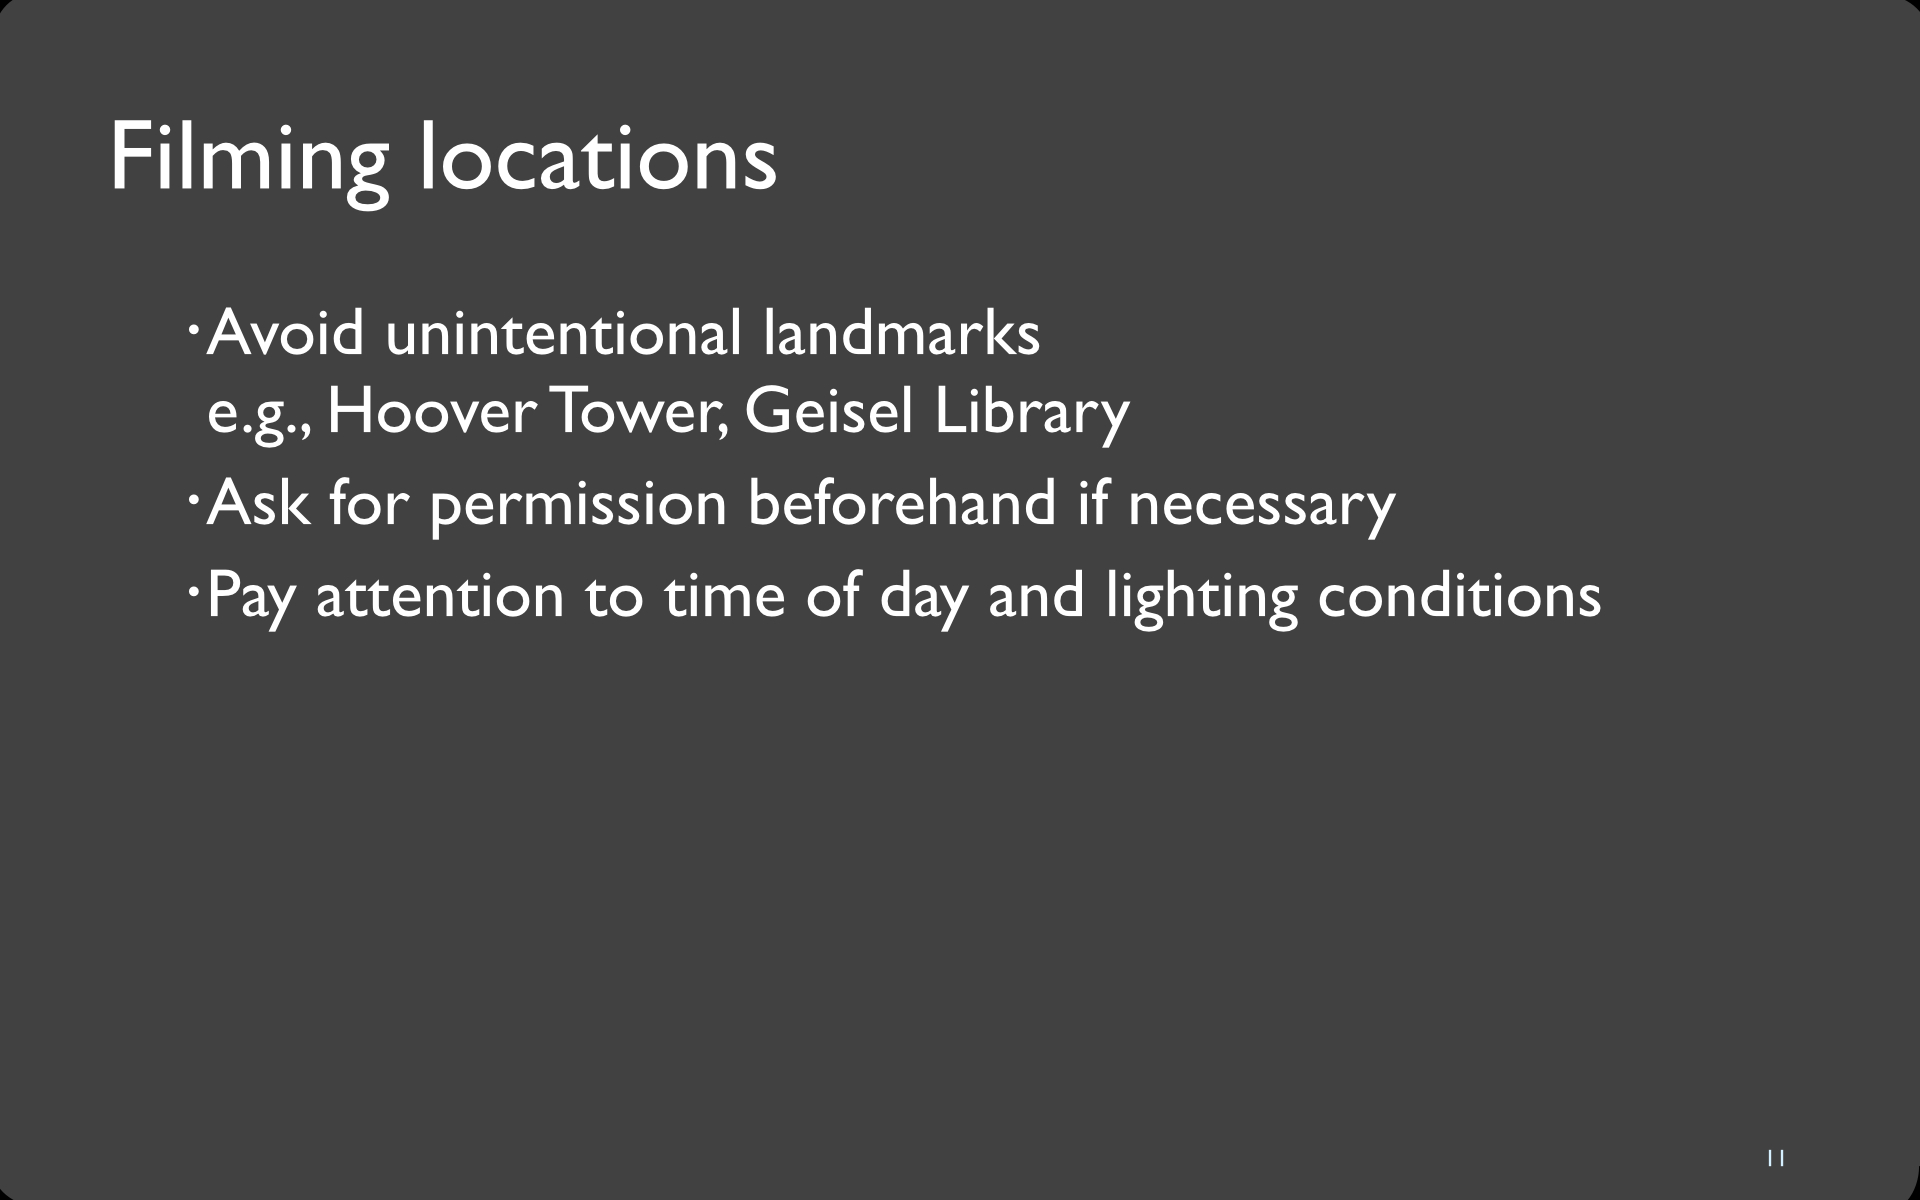 Filming locations
·Avoid unintentional landmarks
e.g., Hoover Tower, Geisel Library
·Ask for permission beforehand if necessary
·Pay attention to time of day and lighting conditions
11